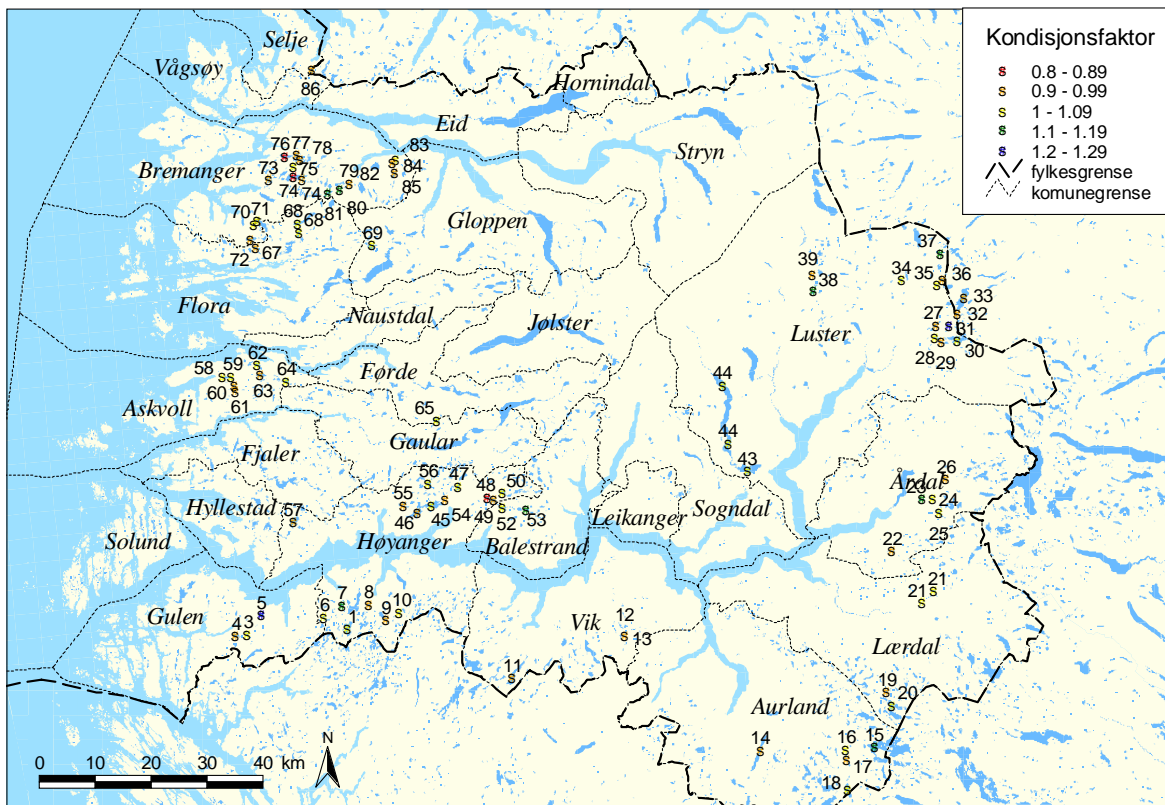 Kondisjonsfaktor
0.8 - 0.89
0.9 - 0.99
1 - 1.09
1.1 - 1.19
1.2 - 1.29
fylkesgrense
komunegrense
Selje
Vågsøy
86
Hornindal
Eid
Stryn
76 77 78
83
Bremanger
73
75
79 82
84
74 74
85
81 80
70 71
68
68
Gloppen
69
72 67
37
39
38
34 35 36
33
32
Flora
Naustdal
Jølster
Luster
27
31
28
29
30
62
58 59
64
Førde
60
63
61
44
Askvoll
65
Gaular
44
43
Fjaler
56 47
48 50
26
Årdal
23
24
Hyllestad
57
55
46 45 54
49
52 53
Leikanger
Sogndal
25
Solund
Høyanger
Balestrand
22
21
21
Gulen
5
7 8
6
1
9 10
4 3
Vik
12
13
Lærdal
11
19
20
Aurland
14
16
15
17
18
N
0 10 20 30 40 km